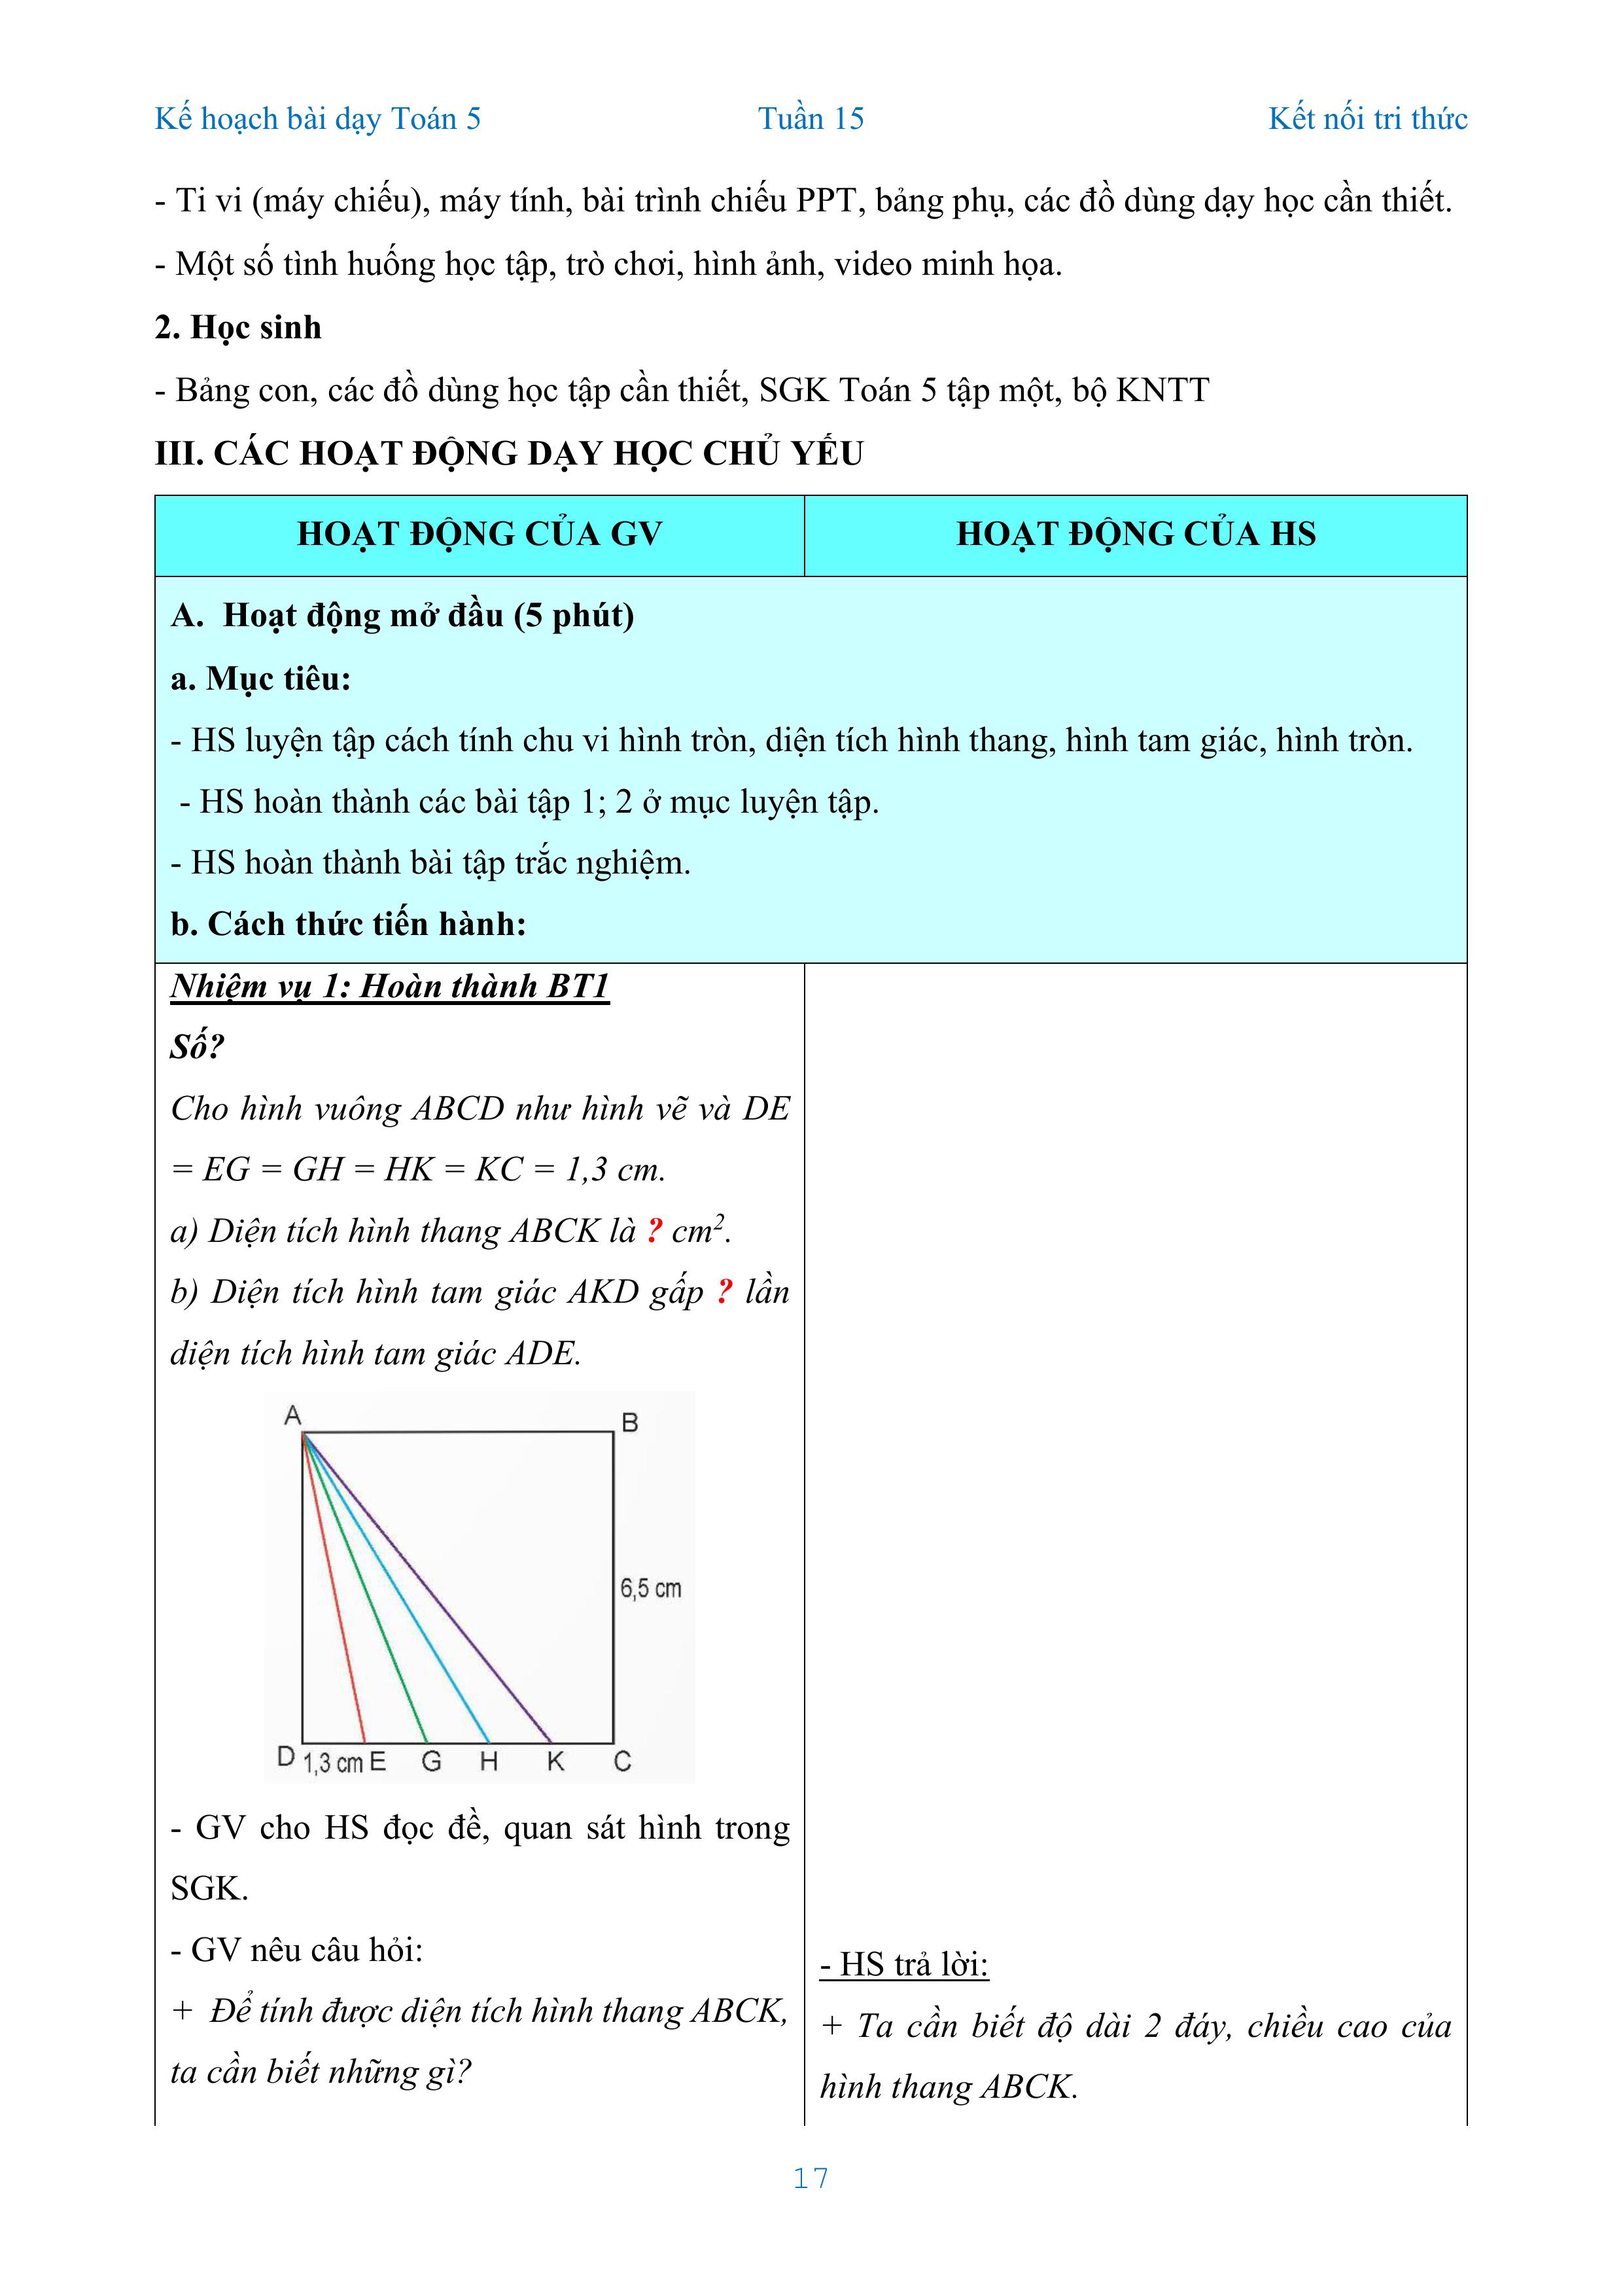 Kế hoạch bài dạy Toán 5 Tuần 15 Kết nối tri thức
- Ti vi (máy chiếu), máy tính, bài trình chiếu PPT, bảng phụ, các đồ dùng dạy học cần thiết.
- Một số tình huống học tập, trò chơi, hình ảnh, video minh họa.
2. Học sinh
- Bảng con, các đồ dùng học tập cần thiết, SGK Toán 5 tập một, bộ KNTT
III. CÁC HOẠT ĐỘNG DẠY HỌC CHỦ YẾU
HOẠT ĐỘNG CỦA GV HOẠT ĐỘNG CỦA HS
A. Hoạt động mở đầu (5 phút)
a. Mục tiêu:
- HS luyện tập cách tính chu vi hình tròn, diện tích hình thang, hình tam giác, hình tròn.
- HS hoàn thành các bài tập 1; 2 ở mục luyện tập.
- HS hoàn thành bài tập trắc nghiệm.
b. Cách thức tiến hành:
Nhiệm vụ 1: Hoàn thành BT1
Số?
Cho hình vuông ABCD như hình vẽ và DE
= EG = GH = HK = KC = 1,3 cm.
a) Diện tích hình thang ABCK là ? cm².
b) Diện tích hình tam giác AKD gấp ? lần
diện tích hình tam giác ADE.
A B
6,5 cm
D 1,3 cm E G H K C
- GV cho HS đọc đề, quan sát hình trong
SGK.
- GV nêu câu hỏi:
+ Để tính được diện tích hình thang ABCK,
ta cần biết những gì?
- HS trả lời:
+ Ta cần biết độ dài 2 đáy, chiều cao của
hình thang ABCK.
17